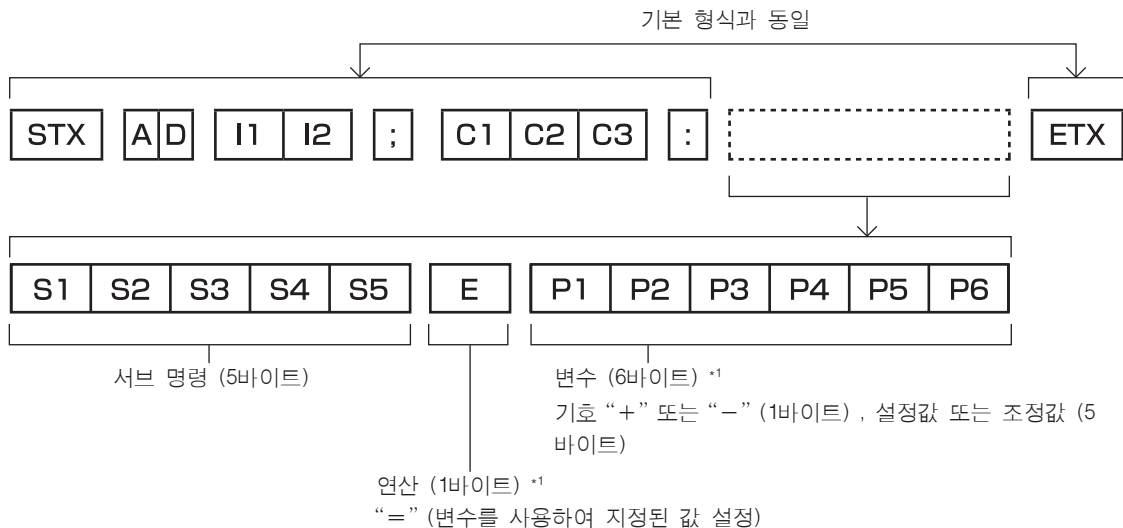 기본 형식과 동일
STX A D I1 I2 ; C1 C2 C3 : ETX
S1 S2 S3 S4 S5 E P1 P2 P3 P4 P5 P6
서브 명령 (5바이트)
변수 (6바이트) *1
기호 “+” 또는 “−” (1바이트) , 설정값 또는 조정값 (5
바이트)
연산 (1바이트) *1
“=” (변수를 사용하여 지정된 값 설정)